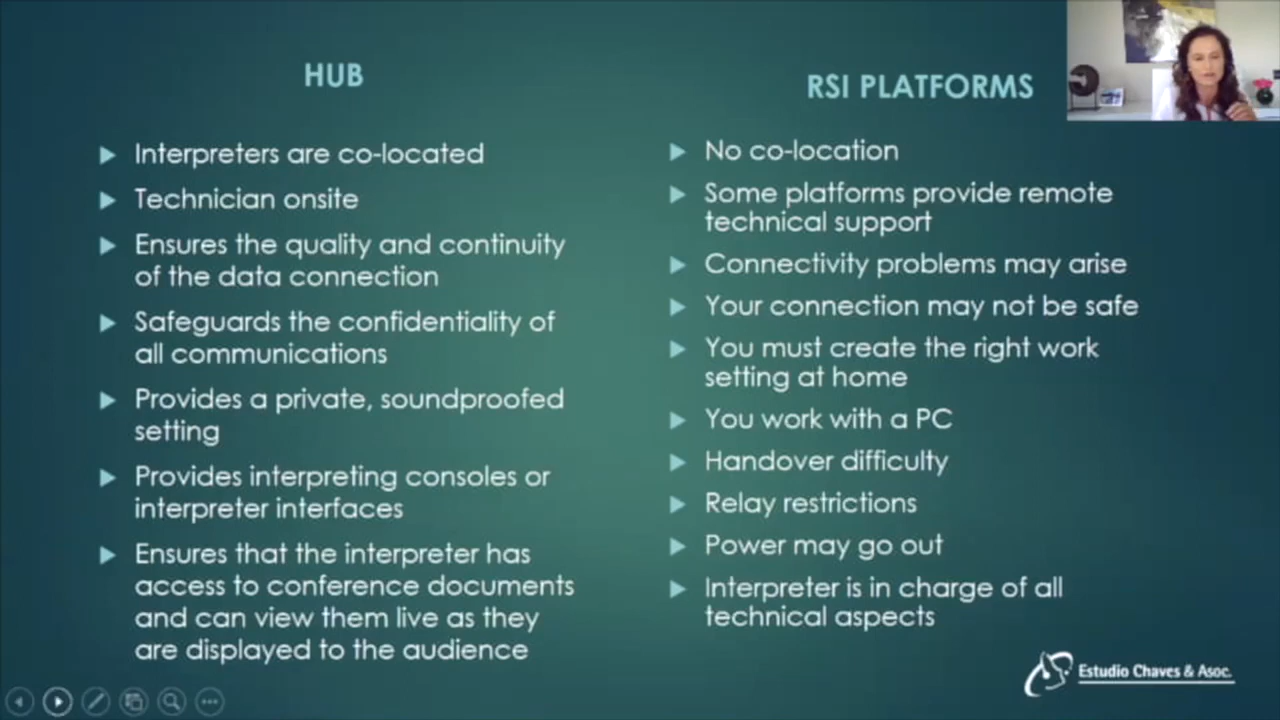 HUB
Interpreters are co-located
Technician onsite
Ensures the quality and continuity
of the data connection
Safeguards the confidentiality of
all communications
Provides a private, soundproofed
setting
Provides interpreting consoles or
interpreter interfaces
Ensures that the interpreter has
access to conference documents
and can view them live as they
are displayed to the audience
RSI PLATFORMS
No co-location
Some platforms provide remote
technical support
Connectivity problems may arise
Your connection may not be safe
You must create the right work
setting at home
You work with a PC
Handover difficulty
Relay restrictions
Power may go out
Interpreter is in charge of all
technical aspects
Estudio Chaves & Asoc.